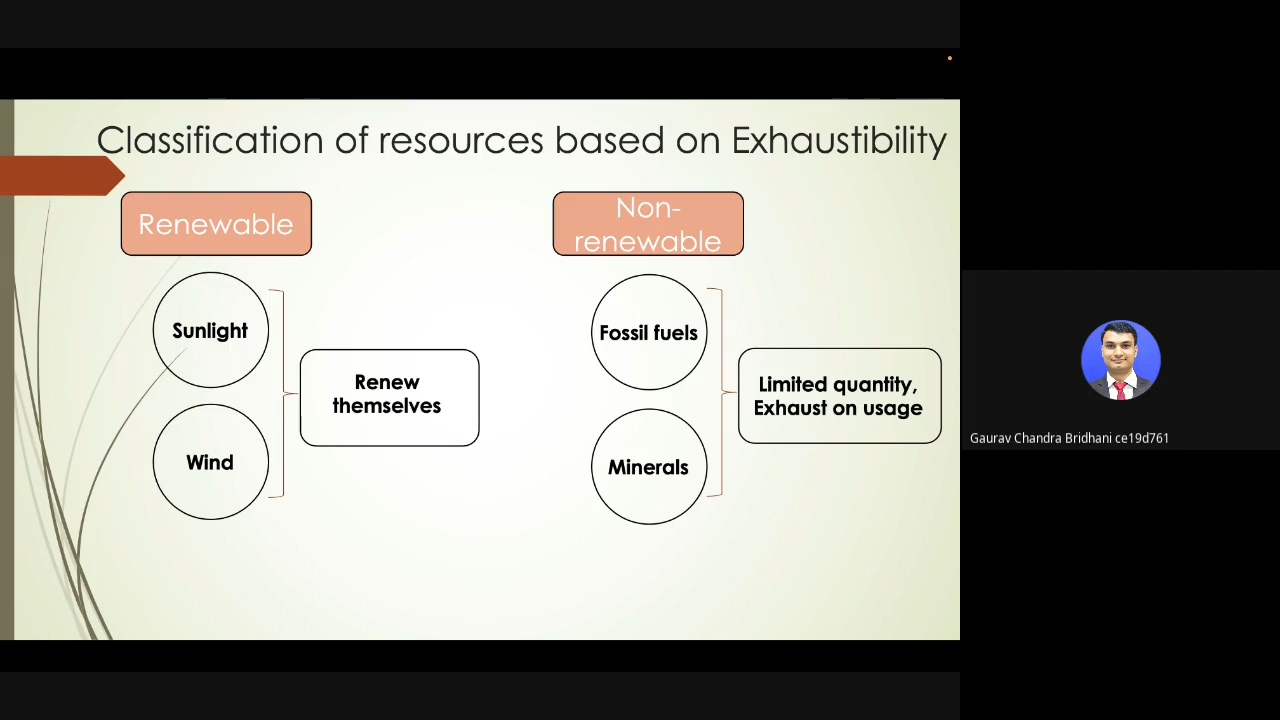 Classification of resources based on Exhaustibility
Renewable
Non-
renewable
Sunlight
Wind
Renew
themselves
Fossil fuels
Minerals
Limited quantity,
Exhaust on usage
Gaurav Chandra Bridhani ce19d761